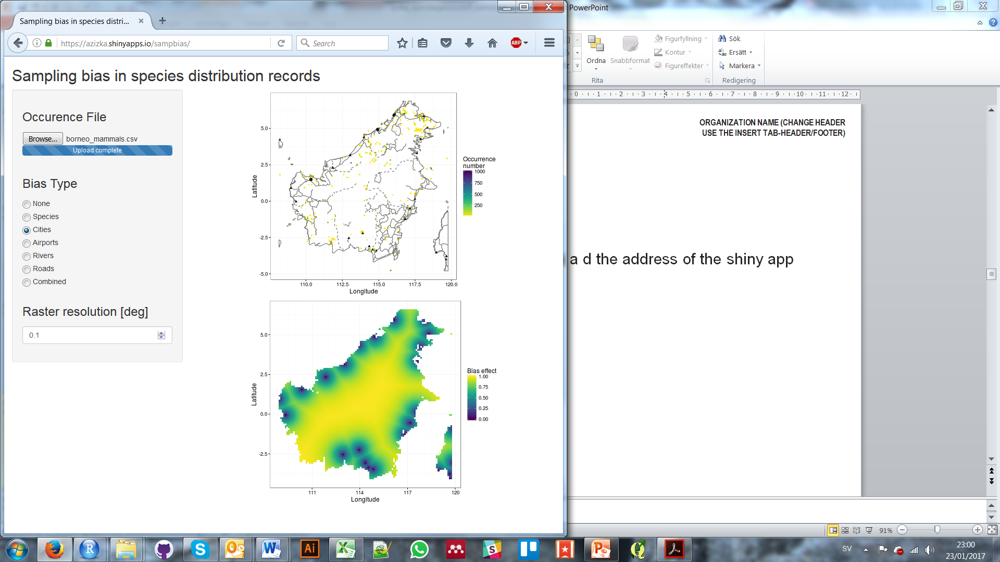 Sampling bias in species distri...
PowerPoint
https://azizka.shinyapps.io/sampbias/
Search
ABP
Sampling bias in species distribution records
Occurence File
Browse...
borneo_mammals.csv
Upload complete
Bias Type
None
Species
Cities
Airports
Rivers
Roads
Combined
Raster resolution [deg]
0.1
5.0
2.5
0.0
-2.5
-5.0
Latitude
110.0 112.5 115.0 117.5 120.0
Longitude
Occurrence
number
1000
750
500
250
5.0
2.5
0.0
-2.5
Latitude
111 114 117 120
Longitude
Bias effect
1.00
0.75
0.50
0.25
0.00
Ordna
Snabbformat
Figurfyllning
Kontur
Figureffekter
Rita
Sök
Ersätt
Markera
Redigering
0 1 2 3 4 5 6 7 8 9 10 11 12
ORGANIZATION NAME (CHANGE HEADER
USE THE INSERT TAB-HEADER/FOOTER)
a d the address of the shiny app
91%
SV
23:00
23/01/2017